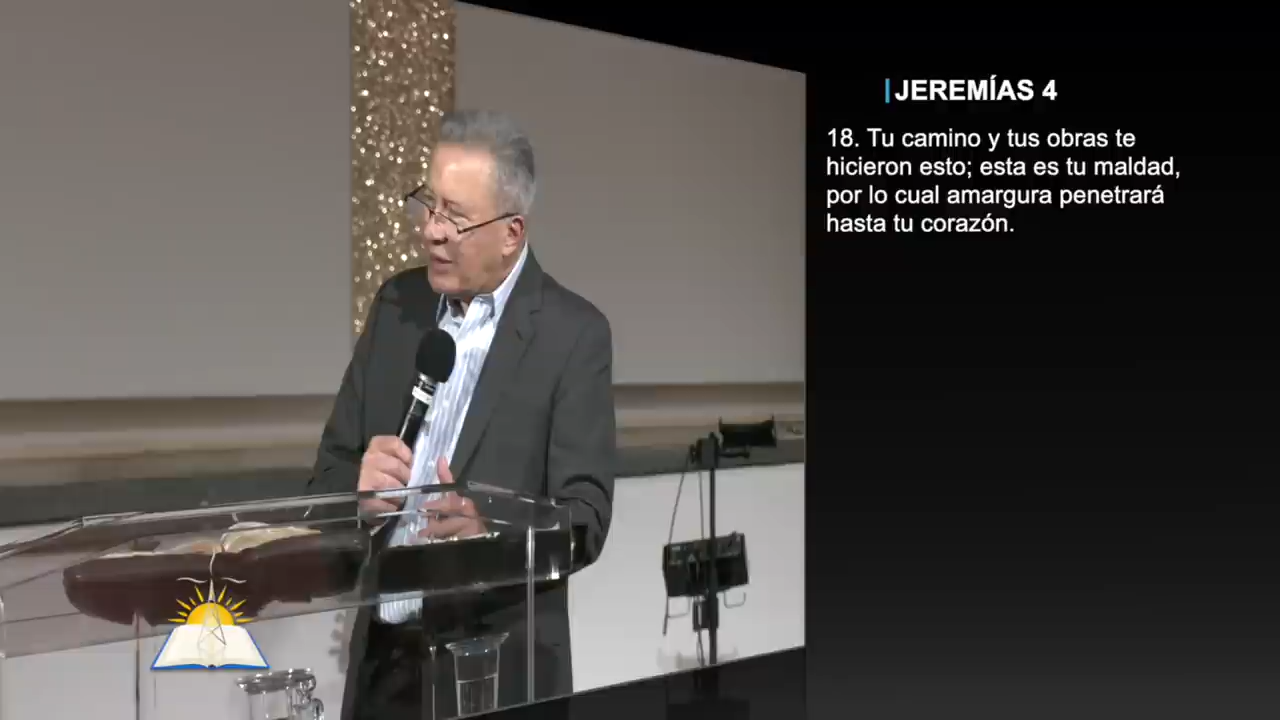 JEREMÍAS 4
18. Tu camino y tus obras te
hicieron esto; esta es tu maldad,
por lo cual amargura penetrará
hasta tu corazón.